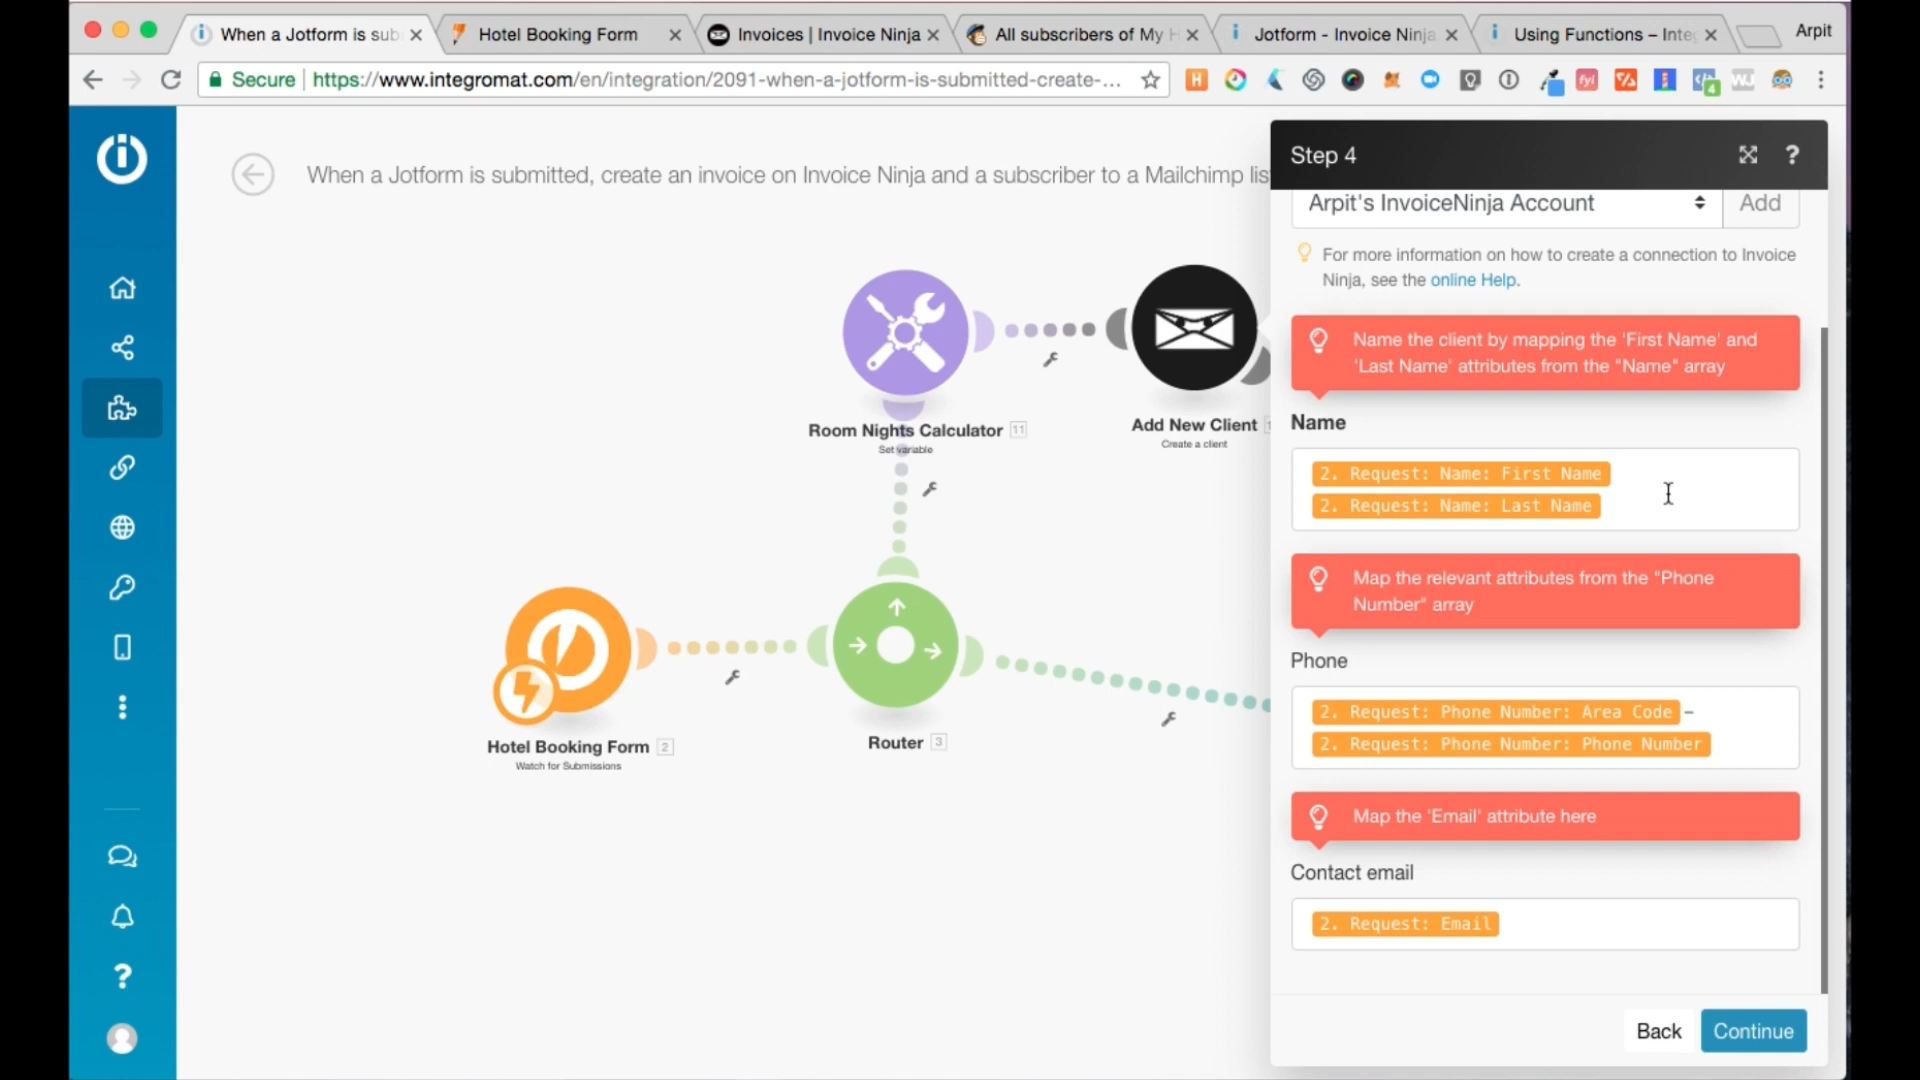 When a Jotform is sub
Hotel Booking Form
Invoices | Invoice Ninja
All subscribers of My H
Jotform - Invoice Ninja
Using Functions – Integ
Arpit
Secure
https://www.integromat.com/en/integration/2091-when-a-jotform-is-submitted-create-...
H
fyi
4
WU
When a Jotform is submitted, create an invoice on Invoice Ninja and a subscriber to a Mailchimp lis
Room Nights Calculator 11
Set variable
Add New Client
Create a client
Hotel Booking Form 2
Watch for Submissions
Router 3
Step 4
?
Arpit's InvoiceNinja Account
Add
For more information on how to create a connection to Invoice
Ninja, see the online Help.
Name the client by mapping the 'First Name' and
'Last Name' attributes from the "Name" array
Name
2. Request: Name: First Name
2. Request: Name: Last Name
Map the relevant attributes from the "Phone
Number" array
Phone
2. Request: Phone Number: Area Code –
2. Request: Phone Number: Phone Number
Map the 'Email' attribute here
Contact email
2. Request: Email
Back
Continue